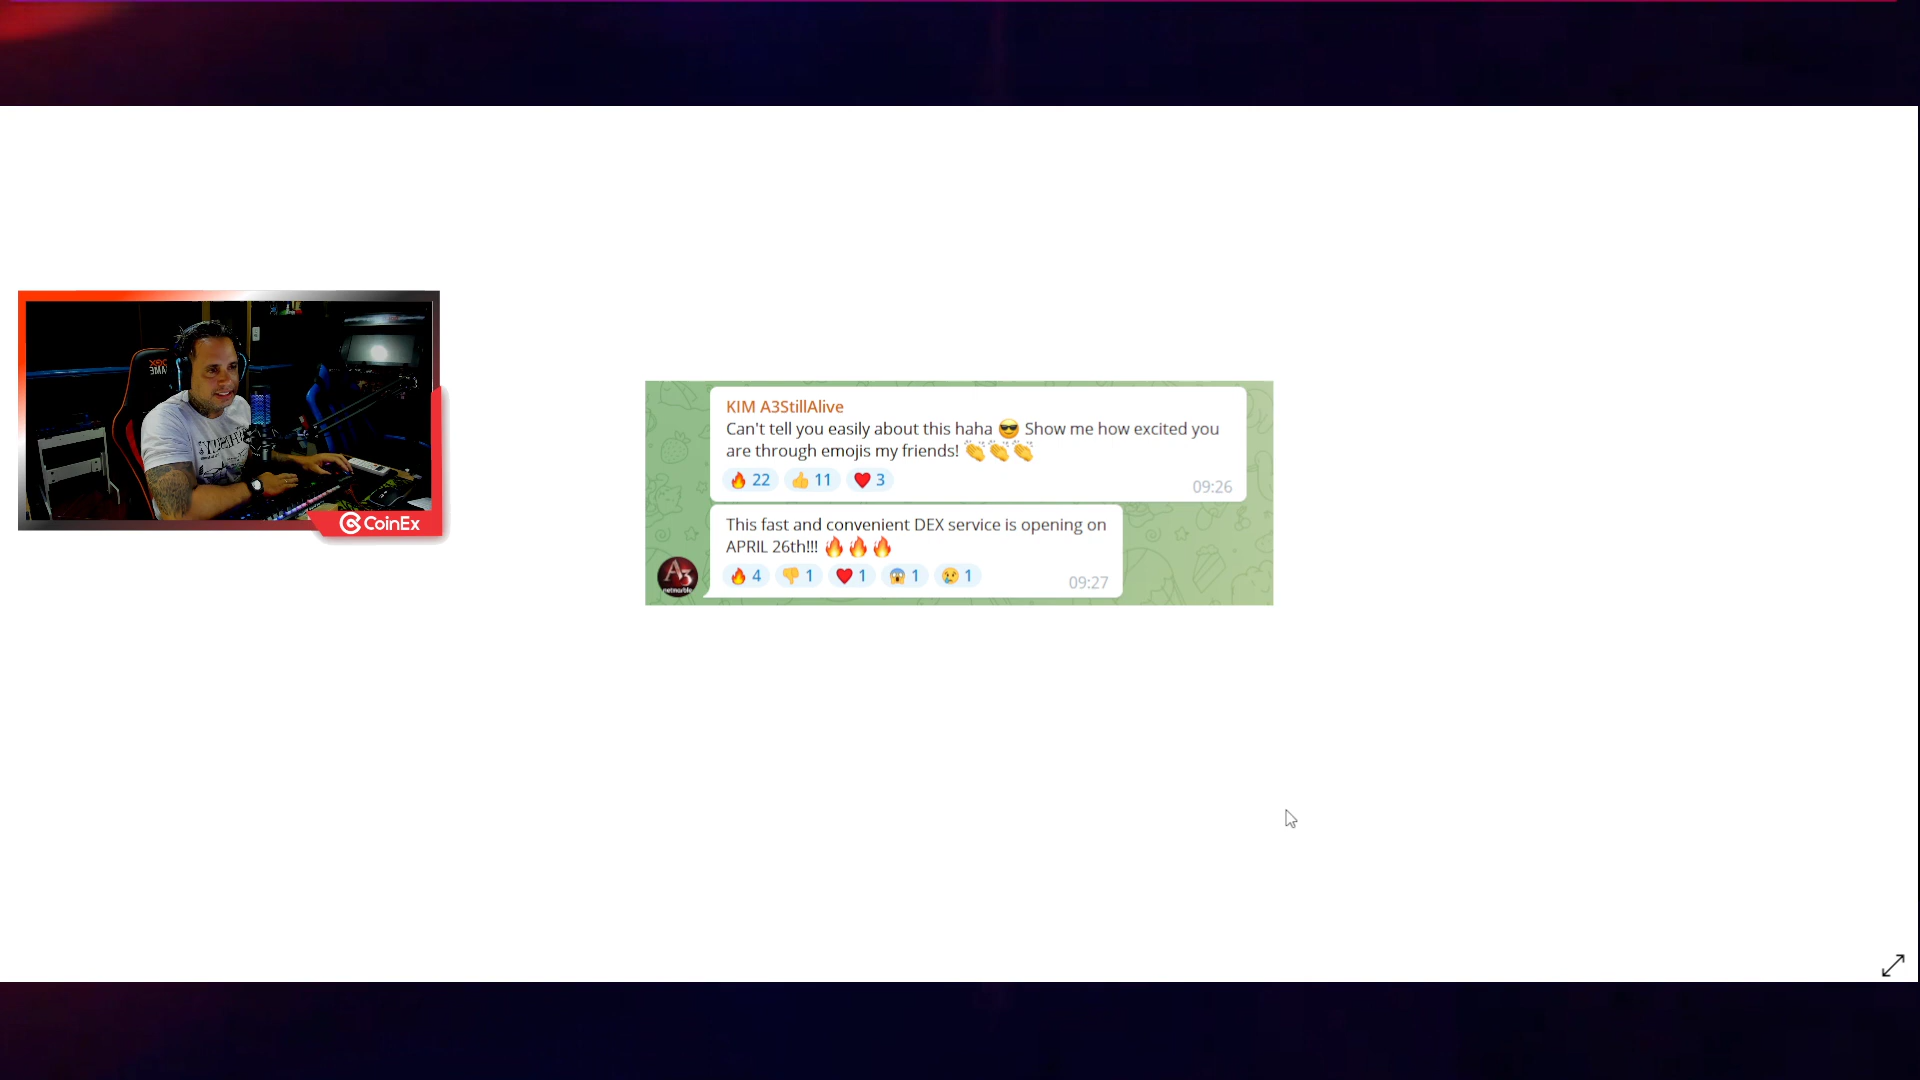 KIM A3StillAlive
Can't tell you easily about this haha 😎 Show me how excited you
are through emojis my friends! 👏👏👏
🔥 22 👍 11 ❤️ 3
09:26
This fast and convenient DEX service is opening on
APRIL 26th!!! 🔥🔥🔥
🔥 4 👎 1 ❤️ 1 😱 1 😢 1
09:27
A3
netmarble
CoinEx